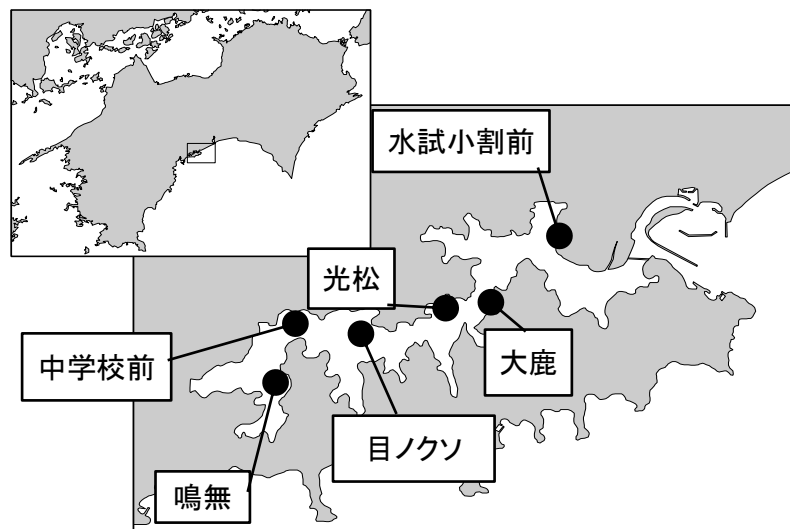 水試小割前
光松
中学校前
大鹿
目ノクソ
鳴無